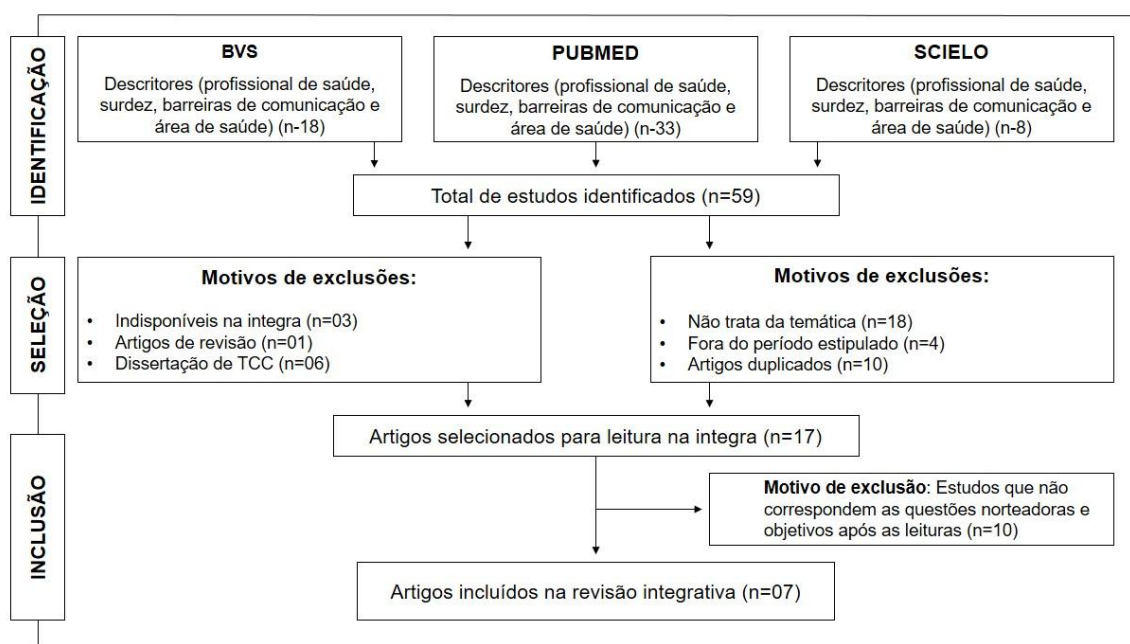 IDENTIFICAÇÃO
BVS
Descritores (profissional de saúde,
surdez, barreiras de comunicação e
área de saúde) (n-18)
PUBMED
Descritores (profissional de saúde,
surdez, barreiras de comunicação e
área de saúde) (n-33)
SCIELO
Descritores (profissional de saúde,
surdez, barreiras de comunicação e
área de saúde) (n-8)
Total de estudos identificados (n=59)
SELEÇÃO
Motivos de exclusões:
• Indisponíveis na integra (n=03)
• Artigos de revisão (n=01)
• Dissertação de TCC (n=06)
Motivos de exclusões:
• Não trata da temática (n=18)
• Fora do período estipulado (n=4)
• Artigos duplicados (n=10)
INCLUSÃO
Artigos selecionados para leitura na integra (n=17)
Motivo de exclusão: Estudos que não
correspondem as questões norteadoras e
objetivos após as leituras (n=10)
Artigos incluídos na revisão integrativa (n=07)